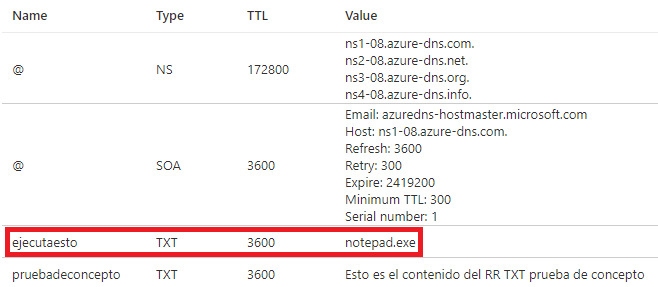 Name Type TTL Value
ns1-08.azure-dns.com.
ns2-08.azure-dns.net.
@ NS 172800 ns3-08.azure-dns.org.
ns4-08.azure-dns.info.
Email: azuredns-hostmaster.microsoft.com
Host: ns1-08.azure-dns.com.
Refresh: 3600
@ SOA 3600 Retry: 300
Expire: 2419200
Minimum TTL: 300
Serial number: 1
ejecutaesto TXT 3600 notepad.exe
pruebadeconcepto TXT 3600 Esto es el contenido del RR TXT prueba de concepto